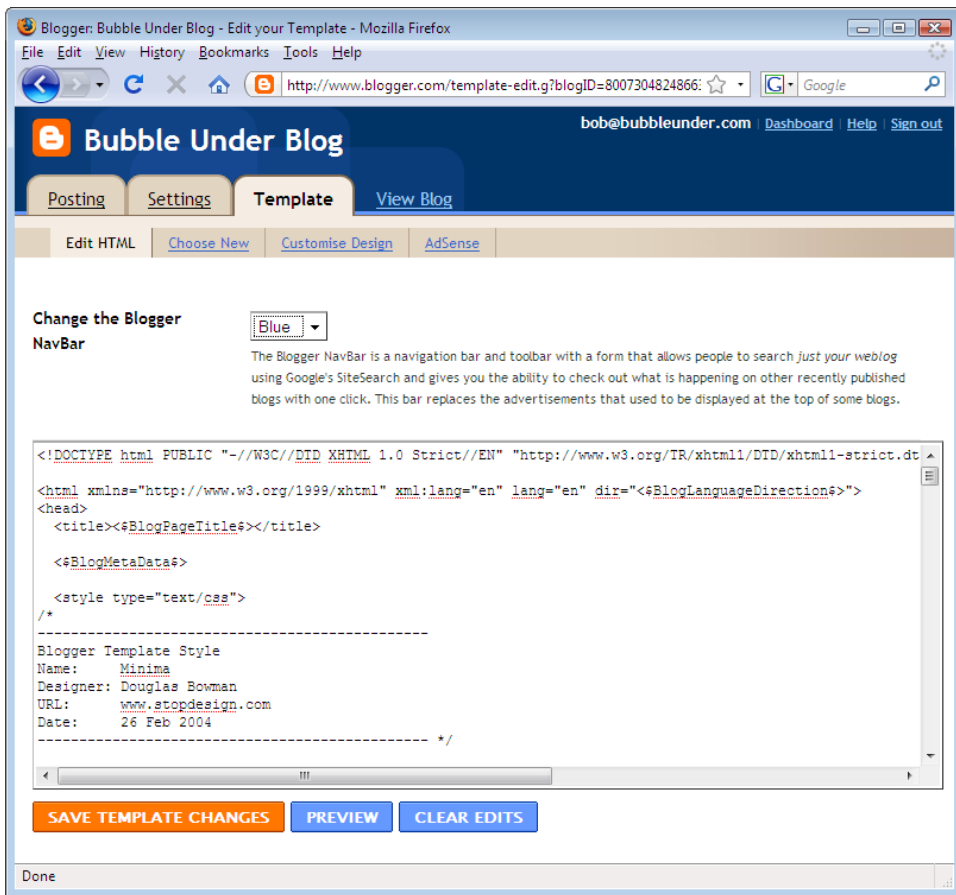 Blogger: Bubble Under Blog - Edit your Template - Mozilla Firefox
File Edit View History Bookmarks Tools Help
http://www.blogger.com/template-edit.g?blogID=8007304824866: G Google
bob@bubbleunder.com | Dashboard | Help | Sign out
Bubble Under Blog
Posting Settings Template View Blog
Edit HTML Choose New Customise Design AdSense
Change the Blogger
NavBar
Blue
The Blogger NavBar is a navigation bar and toolbar with a form that allows people to search just your weblog
using Google's SiteSearch and gives you the ability to check out what is happening on other recently published
blogs with one click. This bar replaces the advertisements that used to be displayed at the top of some blogs.
<!DOCTYPE html PUBLIC "-//W3C//DTD XHTML 1.0 Strict//EN" "http://www.w3.org/TR/xhtml1/DTD/xhtml1-strict.dt
<html xmlns="http://www.w3.org/1999/xhtml" xml:lang="en" lang="en" dir="<$BlogLanguageDirection$>">
<head>
<title><$BlogPageTitle$></title>
<$BlogMetaData$>
<style type="text/css">
/*
-----------------------------------------------
Blogger Template Style
Name: Minima
Designer: Douglas Bowman
URL: www.stopdesign.com
Date: 26 Feb 2004
----------------------------------------------- */
SAVE TEMPLATE CHANGES PREVIEW CLEAR EDITS
Done